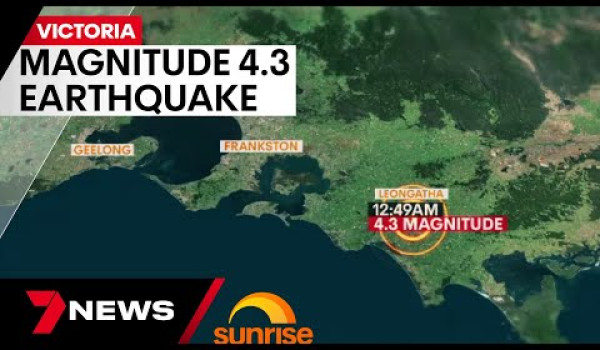 VICTORIA
MAGNITUDE 4.3
EARTHQUAKE
GEELONG
FRANKSTON
LEONGATHA
12:49AM
4.3 MAGNITUDE
7NEWS
sunrise